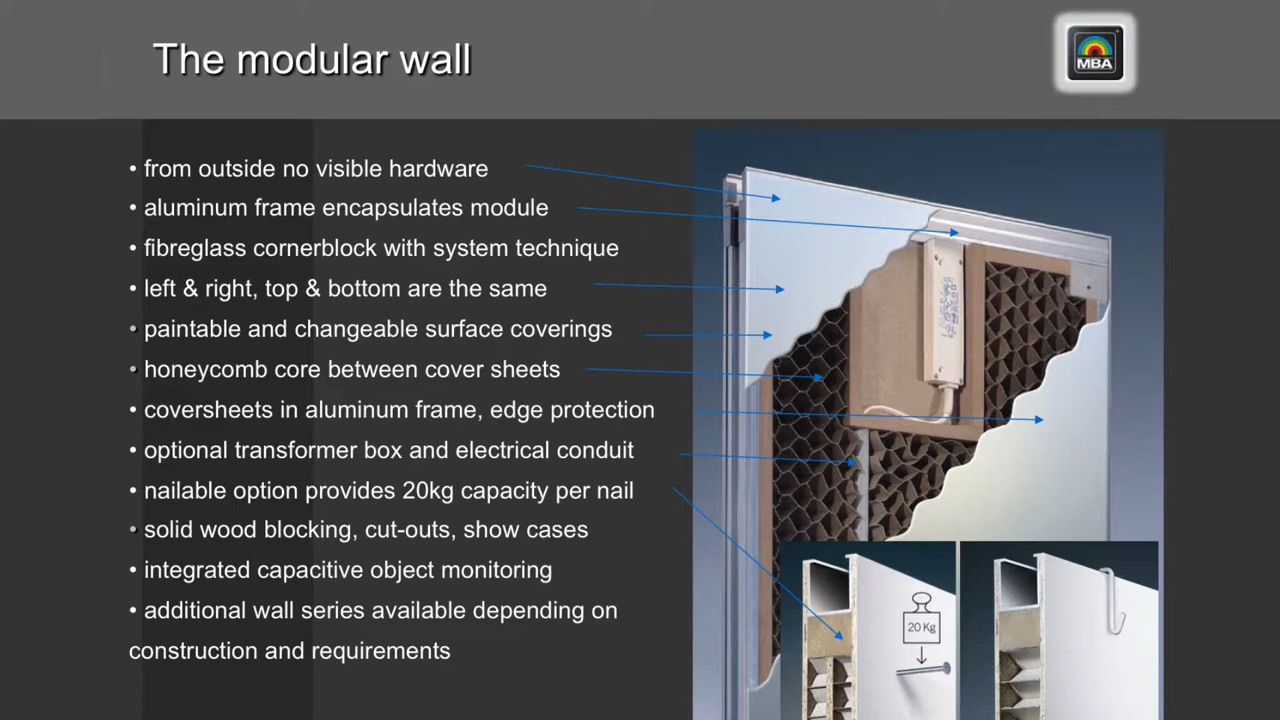 The modular wall
MBA
• from outside no visible hardware
• aluminum frame encapsulates module
• fibreglass cornerblock with system technique
• left & right, top & bottom are the same
• paintable and changeable surface coverings
• honeycomb core between cover sheets
• coversheets in aluminum frame, edge protection
• optional transformer box and electrical conduit
• nailable option provides 20kg capacity per nail
• solid wood blocking, cut-outs, show cases
• integrated capacitive object monitoring
• additional wall series available depending on
construction and requirements
20 Kg